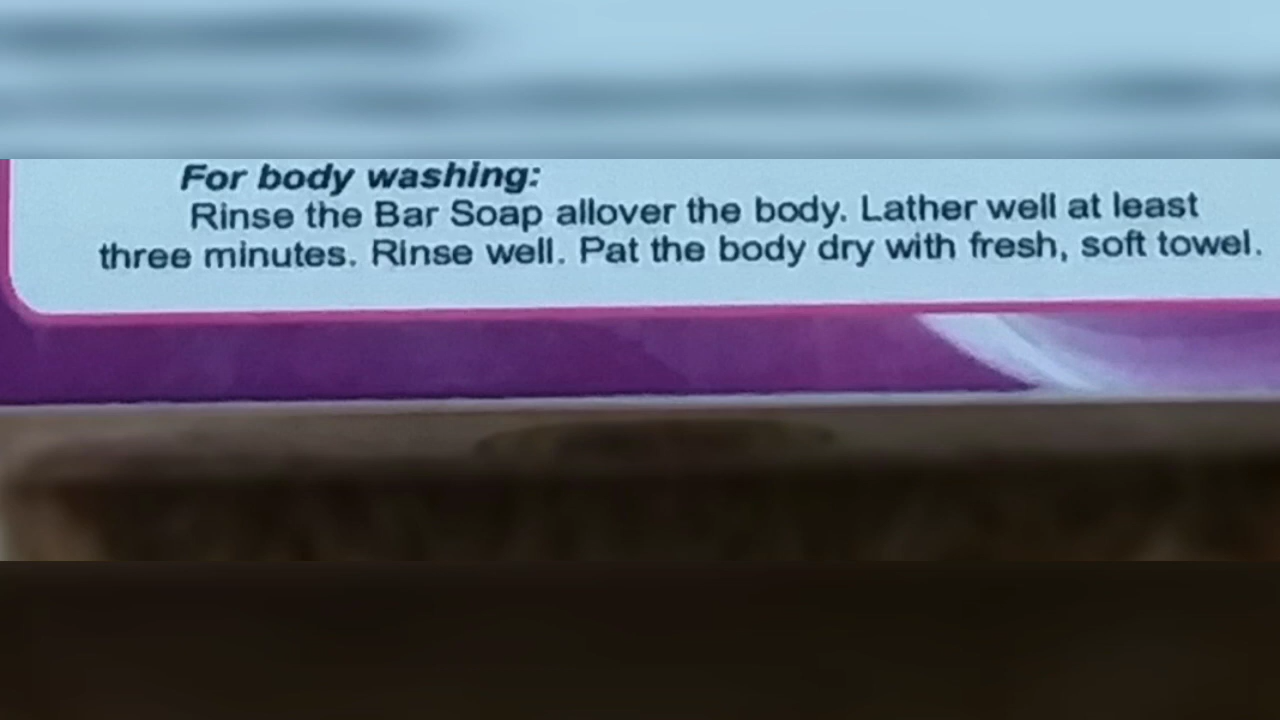 For body washing:
Rinse the Bar Soap allover the body. Lather well at least
three minutes. Rinse well. Pat the body dry with fresh, soft towel.